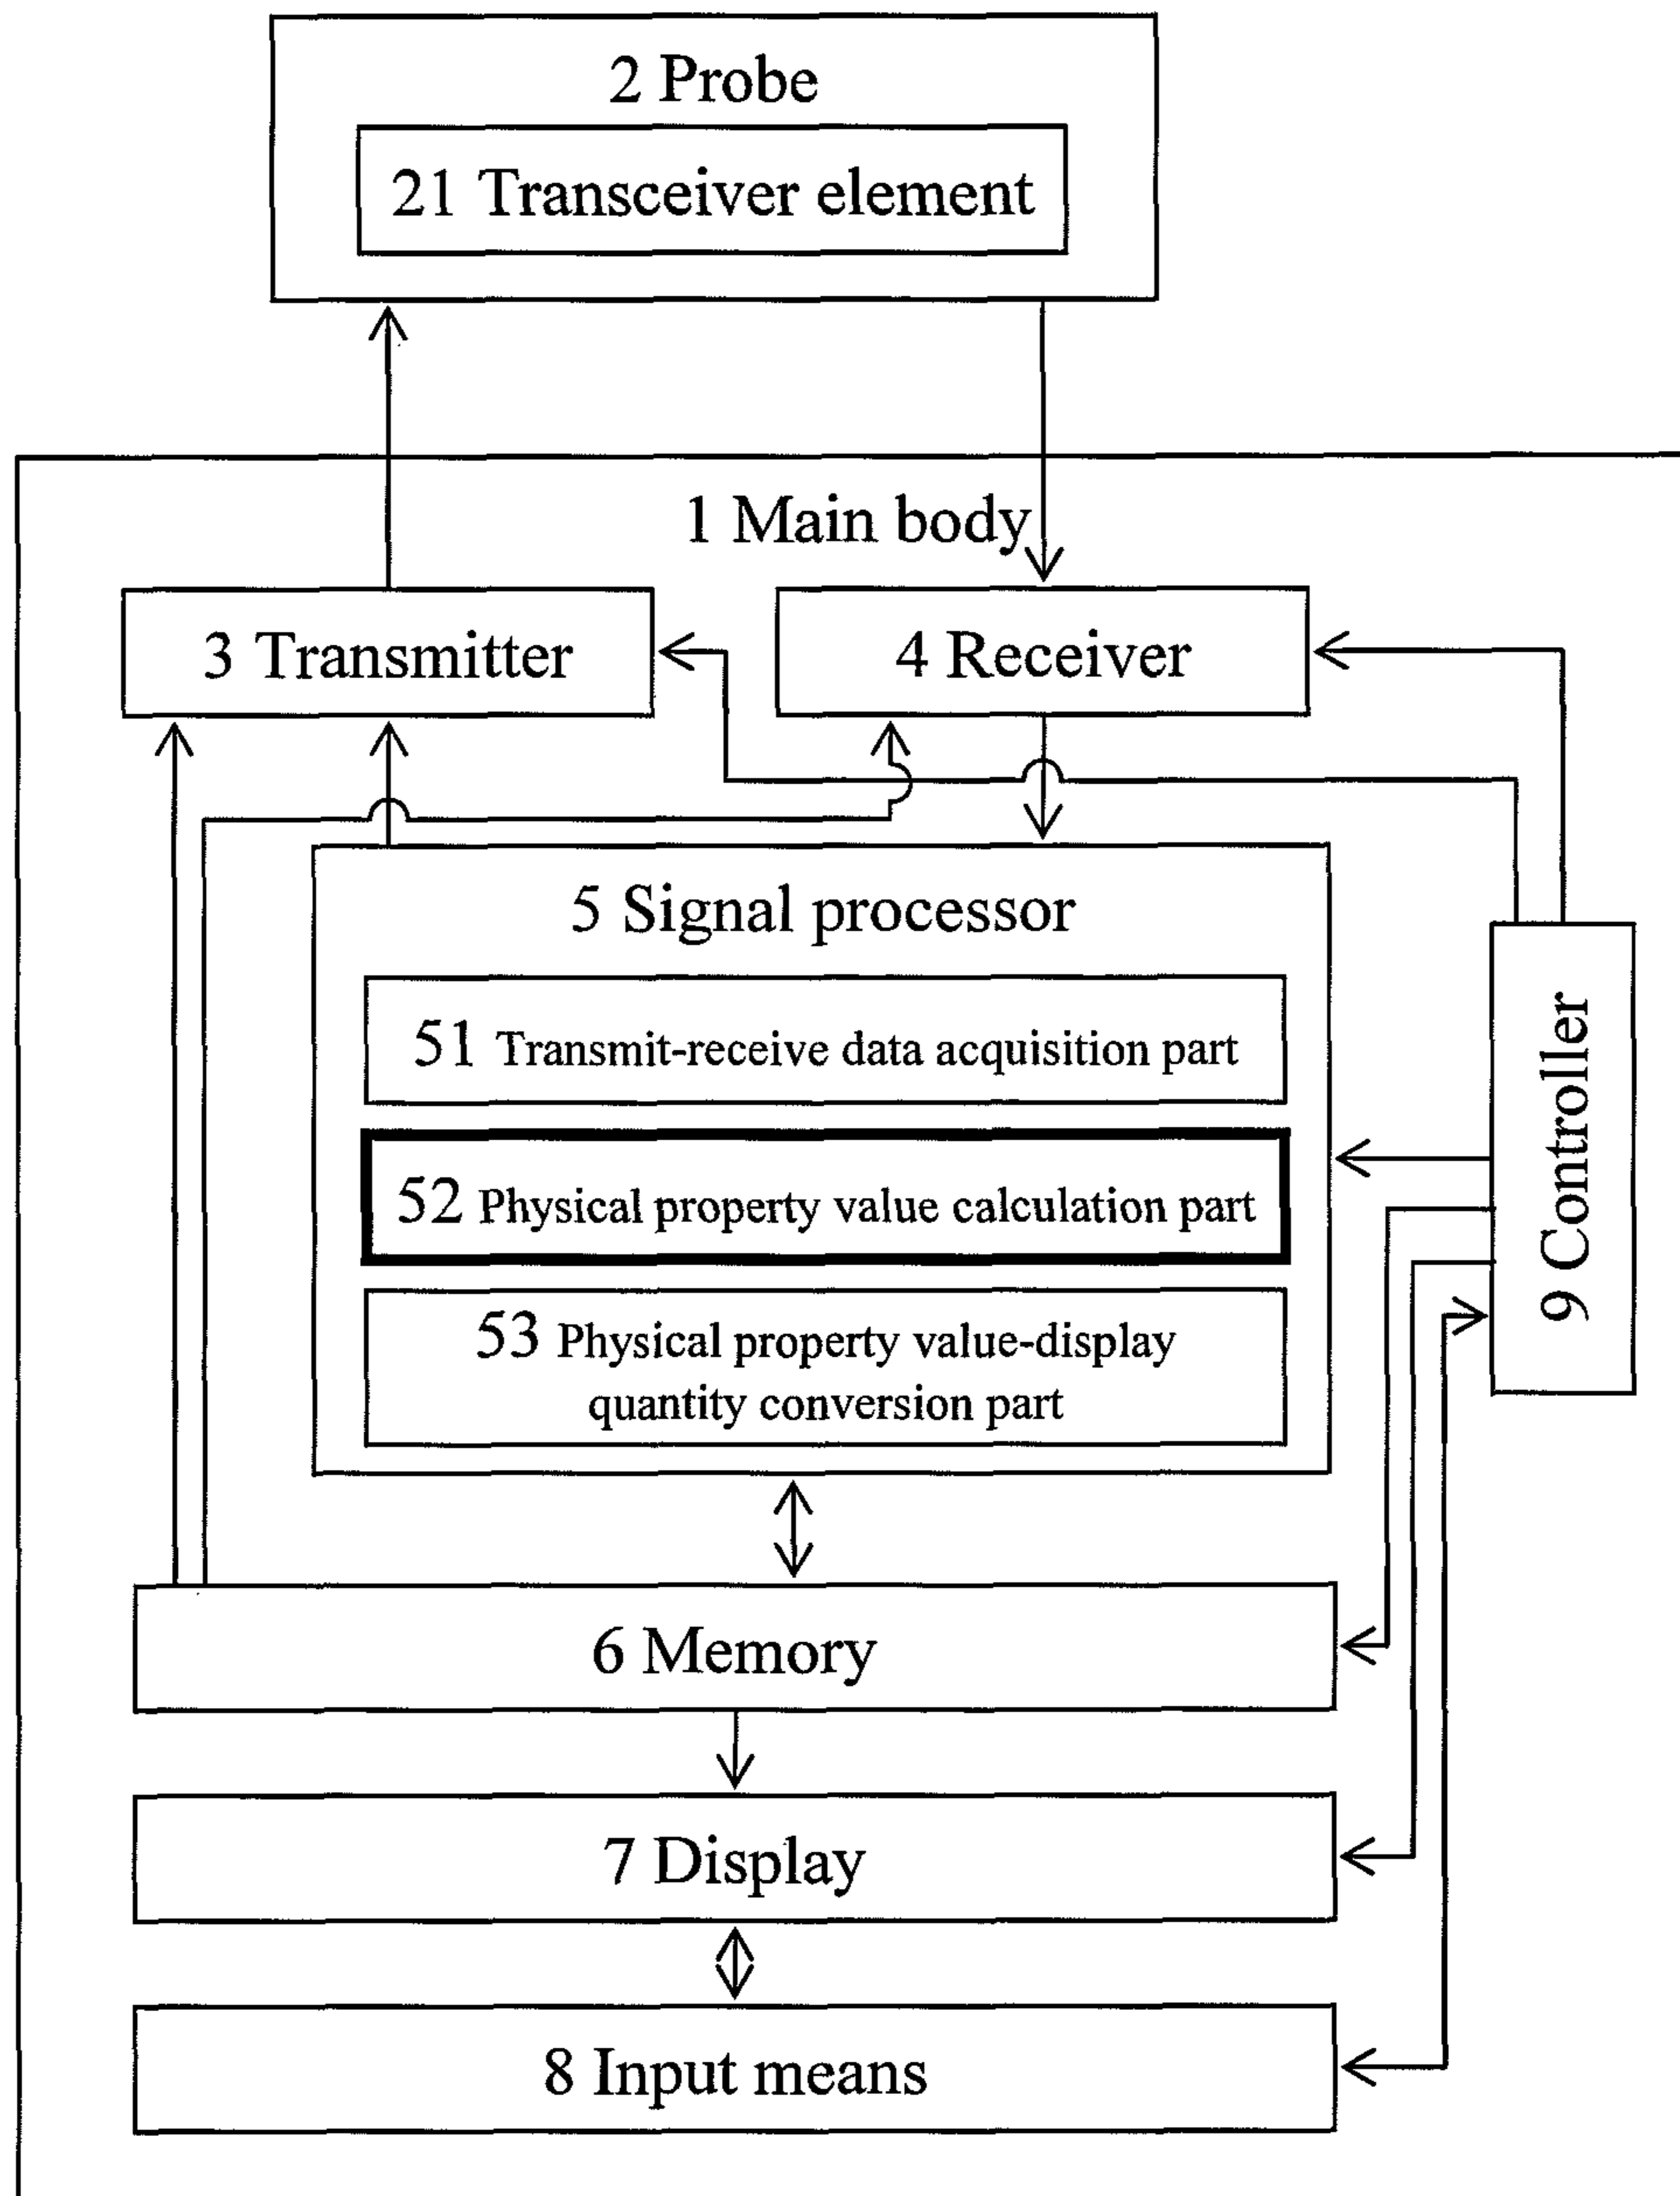 2 Probe
21 Transceiver element
1 Main body
3 Transmitter
4 Receiver
5 Signal processor
51 Transmit-receive data acquisition part
52 Physical property value calculation part
53 Physical property value-display
quantity conversion part
9 Controller
6 Memory
7 Display
8 Input means